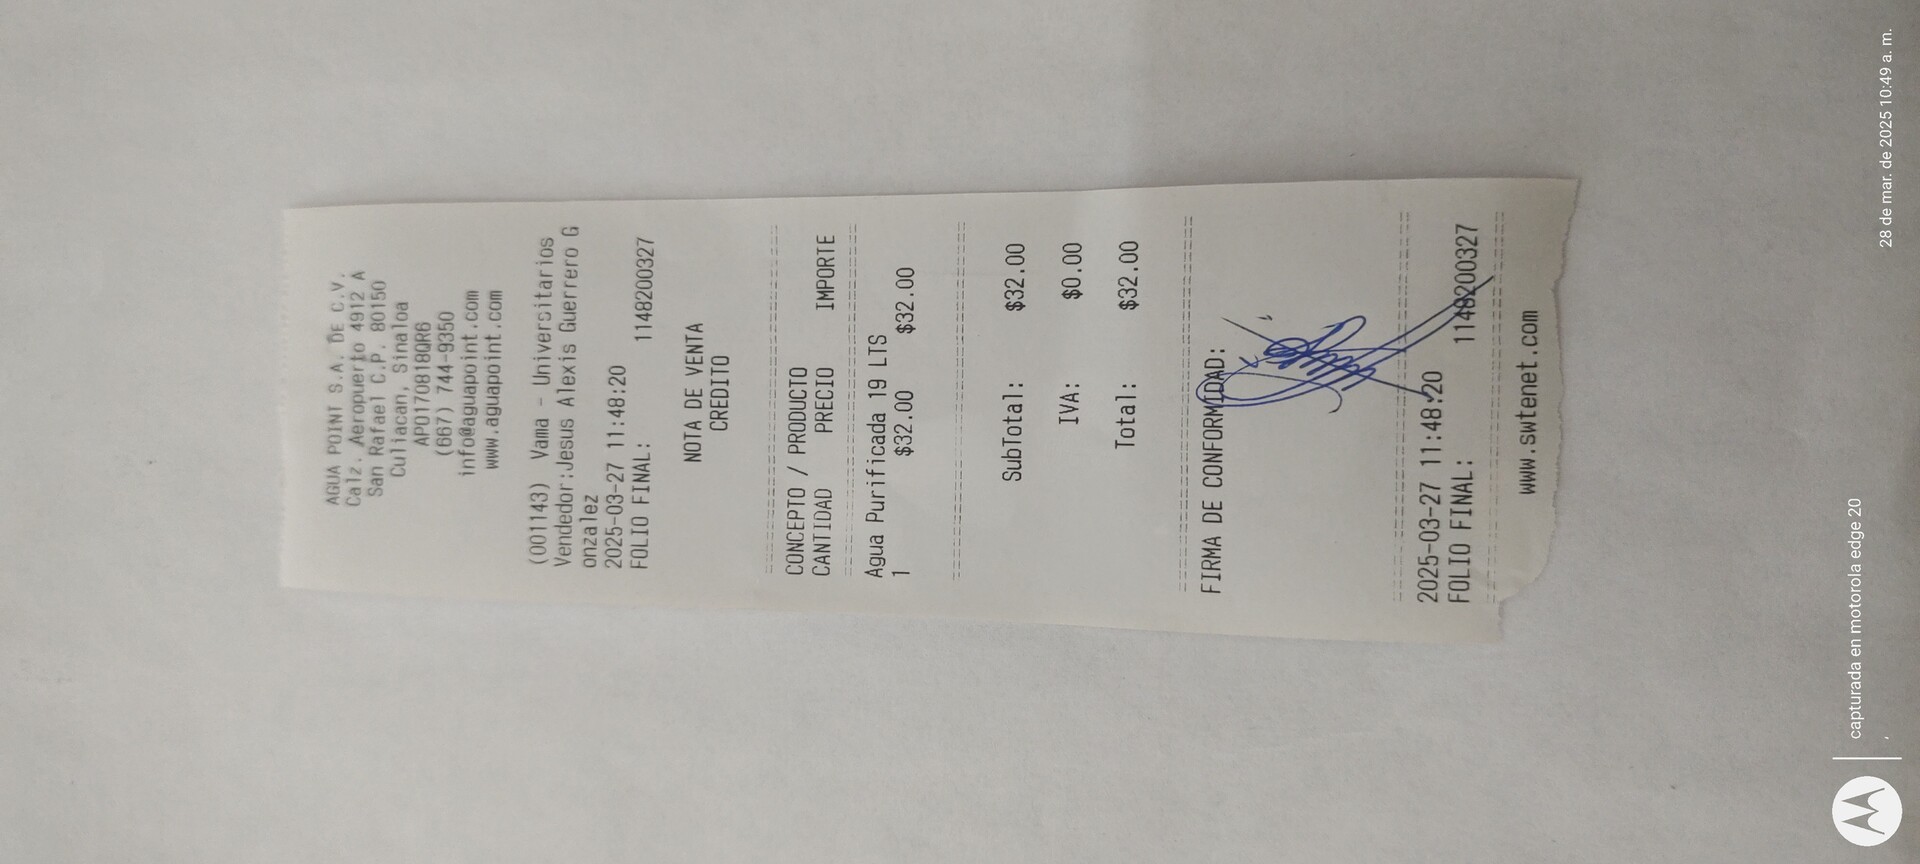 AGUA POINT S.A. DE C.V.
Calz. Aeropuerto 4912 A
San Rafael C.P. 80150
Culiacan, Sinaloa
APO170818QR6
(667) 744-9350
info@aguapoint.com
www.aguapoint.com
(001143) Vama - Universitarios
Vendedor:Jesus Alexis Guerrero G
onzalez
2025-03-27 11:48:20
FOLIO FINAL: 1148200327
NOTA DE VENTA
CREDITO
CONCEPTO / PRODUCTO
CANTIDAD PRECIO IMPORTE
Agua Purificada 19 LTS
1 $32.00 $32.00
SubTotal: $32.00
IVA: $0.00
Total: $32.00
FIRMA DE CONFORMIDAD:
2025-03-27 11:48:20
FOLIO FINAL: 1148200327
www.swtenet.com
capturada en motorola edge 20
28 de mar. de 2025 10:49 a. m.